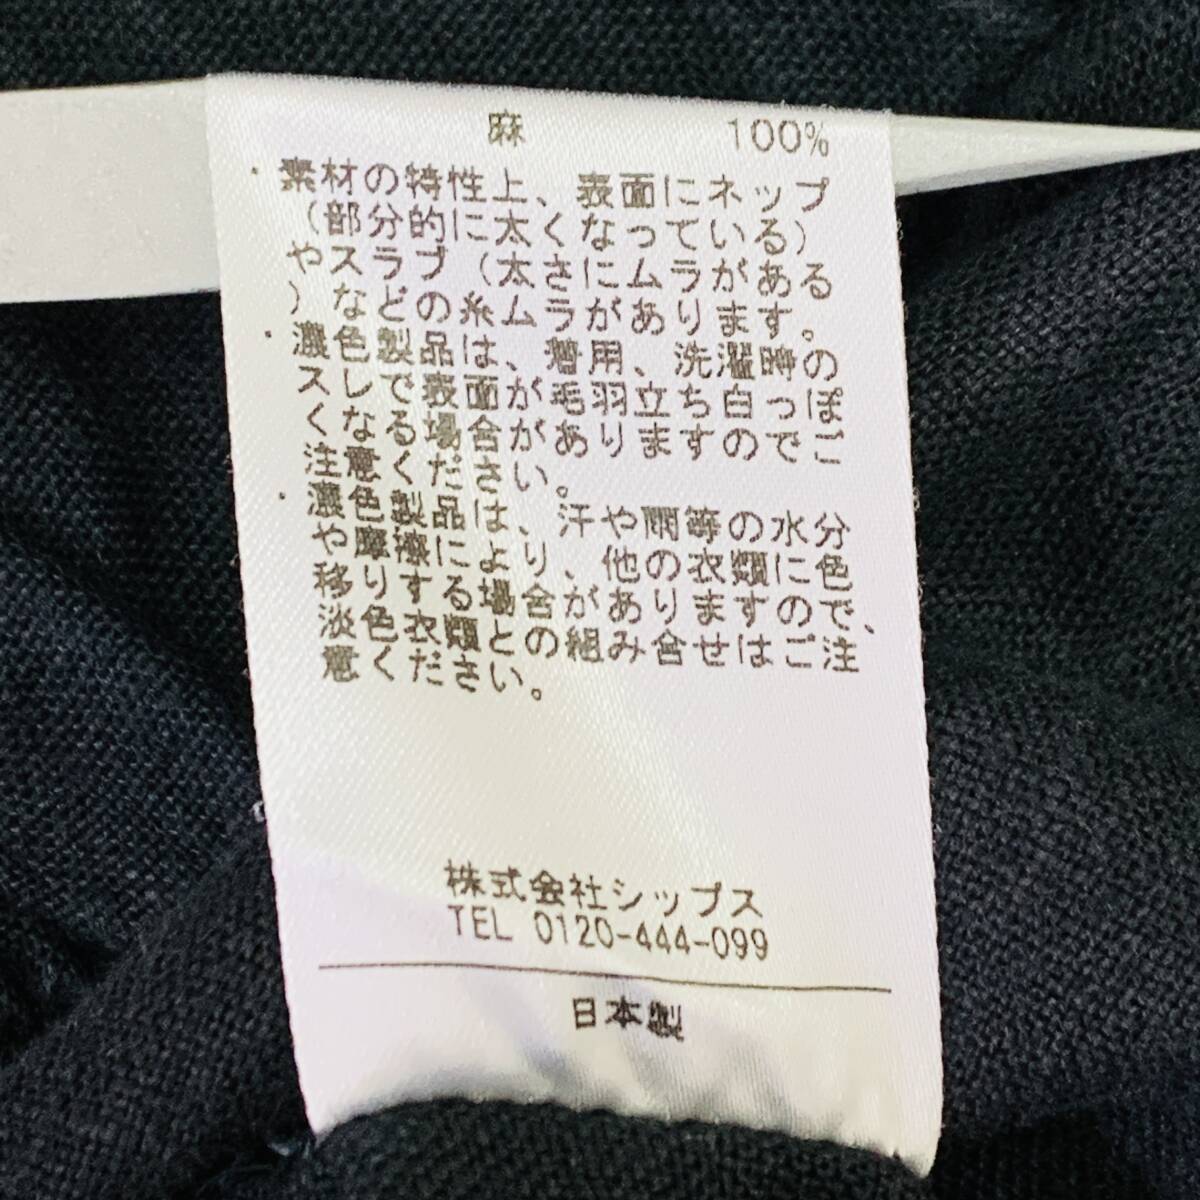 麻 100%
・素材の特性上、表面にネップ
（部分的に太くなっている）
やスラブ（太さにムラがある
）などの糸ムラがあります。
・濃色製品は、着用、洗濯時の
スレで表面が毛羽立ち白っぽ
くなる場合がありますのでご
注意ください。
・濃色製品は、汗や雨等の水分
や摩擦により、他の衣類に色
移りする場合がありますので、
淡色衣類との組み合せはご注
意ください。
株式会社シップス
TEL 0120-444-099
日本製